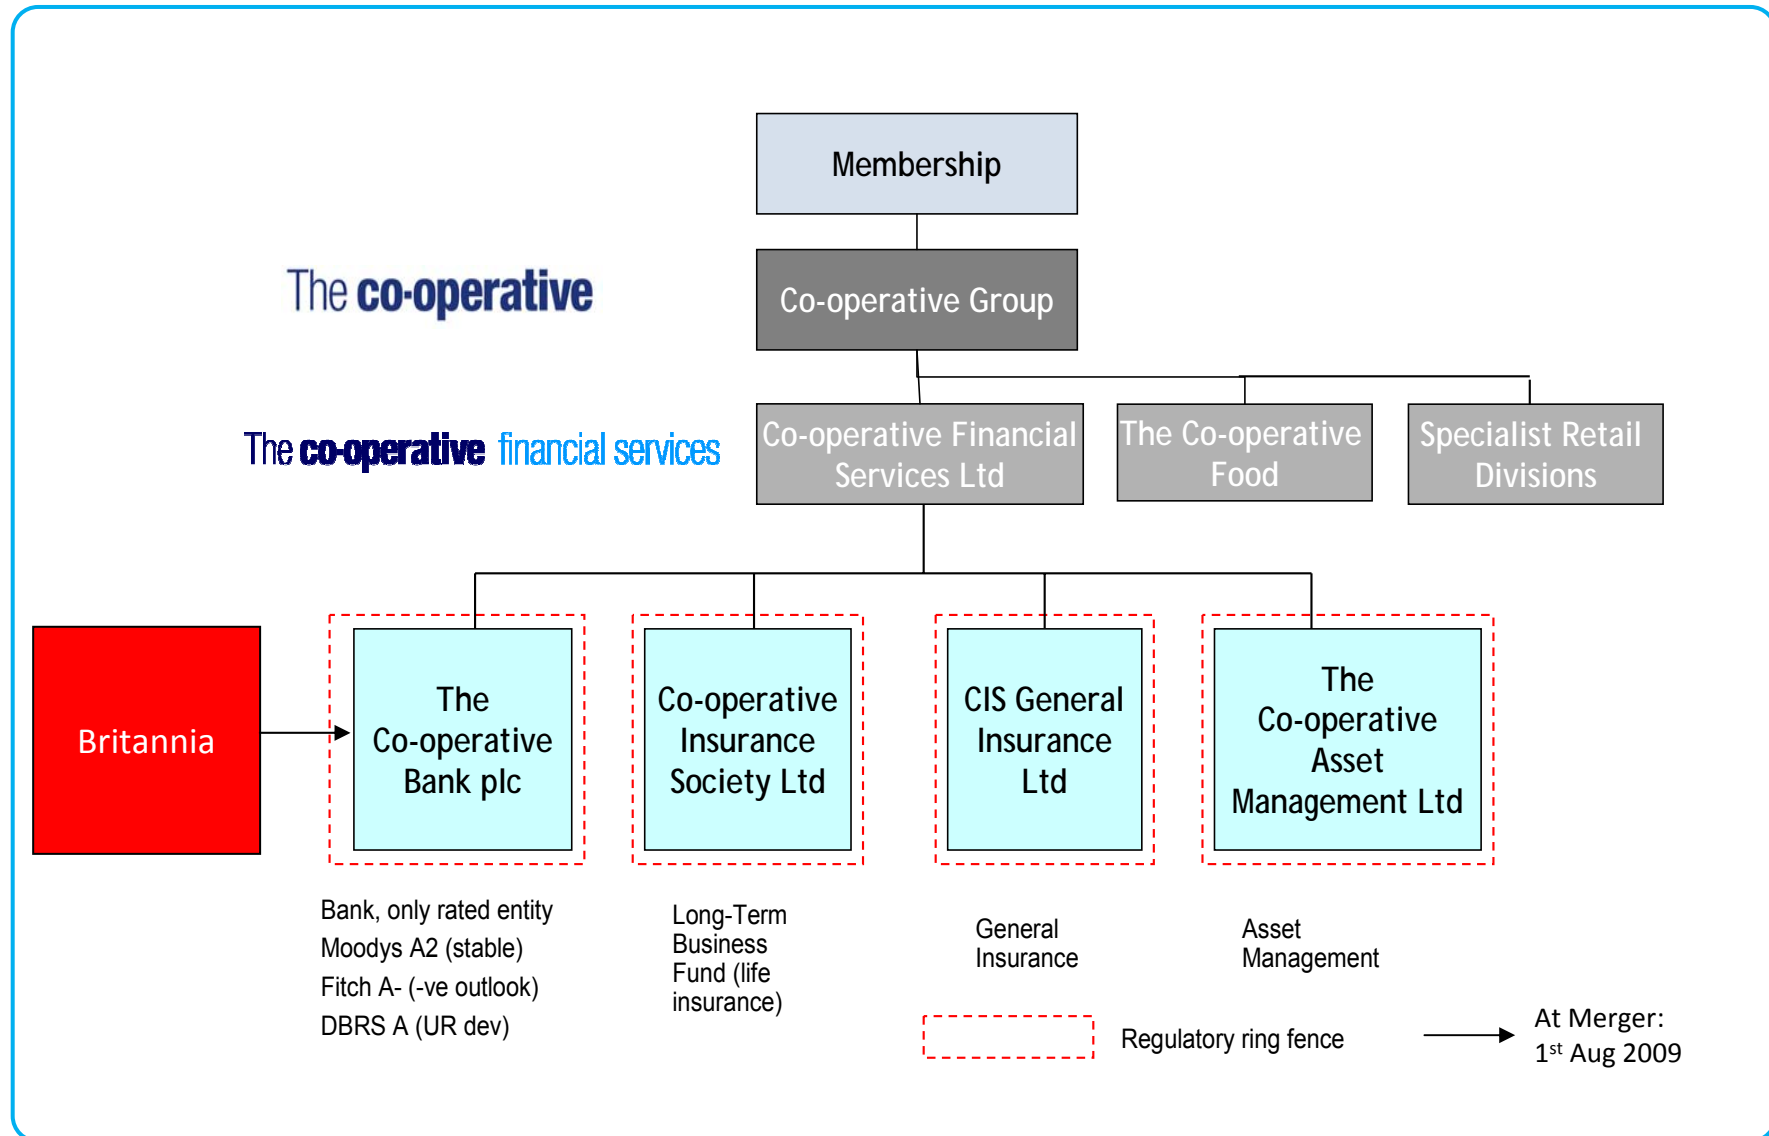 Membership
The co-operative
Co-operative Group
The co-operative financial services
Co-operative Financial
Services Ltd
The Co-operative
Food
Specialist Retail
Divisions
Britannia
The
Co-operative
Bank plc
Co-operative
Insurance
Society Ltd
CIS General
Insurance
Ltd
The
Co-operative
Asset
Management Ltd
Bank, only rated entity
Moodys A2 (stable)
Fitch A- (-ve outlook)
DBRS A (UR dev)
Long-Term
Business
Fund (life
insurance)
General
Insurance
Asset
Management
Regulatory ring fence
At Merger:
1st Aug 2009